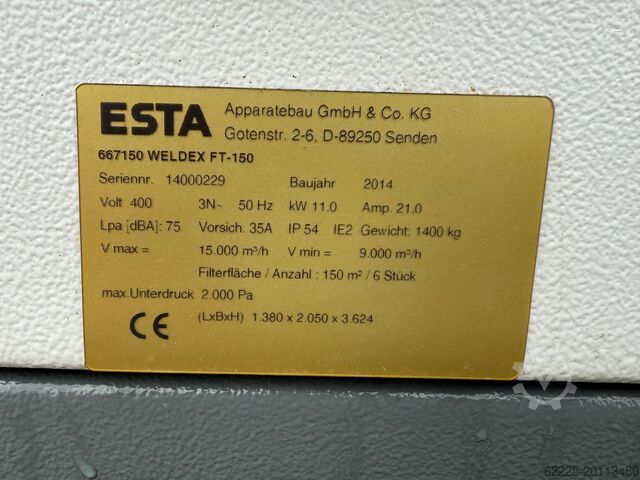 ESTA Apparatebau GmbH & Co. KG
Gotenstr. 2-6, D-89250 Senden
667150 WELDEX FT-150
Seriennr. 14000229 Baujahr 2014
Volt 400 3N~ 50 Hz kW 11.0 Amp. 21.0
Lpa [dBA]: 75 Vorsich. 35A IP 54 IE2 Gewicht: 1400 kg
V max = 15.000 m³/h V min = 9.000 m³/h
Filterfläche / Anzahl : 150 m² / 6 Stück
max.Unterdruck 2.000 Pa
CE (LxBxH) 1.380 x 2.050 x 3.624
62225-20113480